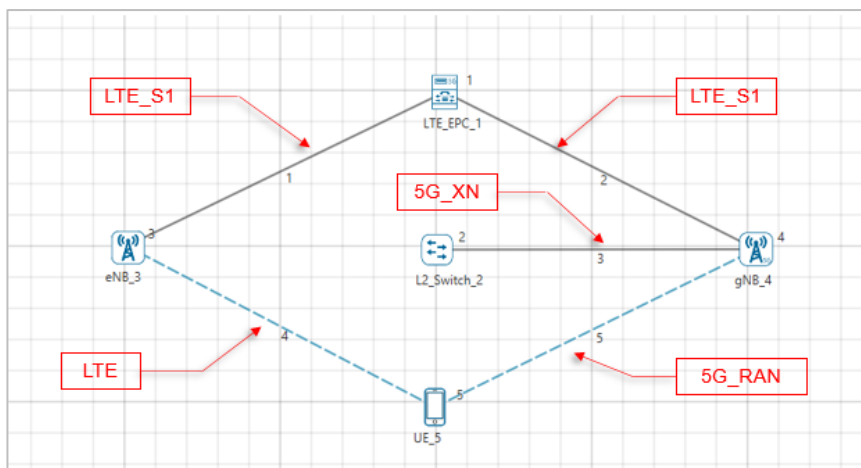 1
LTE_S1
LTE_S1
LTE_EPC_1
1
2
5G_XN
3
2
4
eNB_3
L2_Switch_2
3
gNB_4
4
5
LTE
5G_RAN
5
UE_5